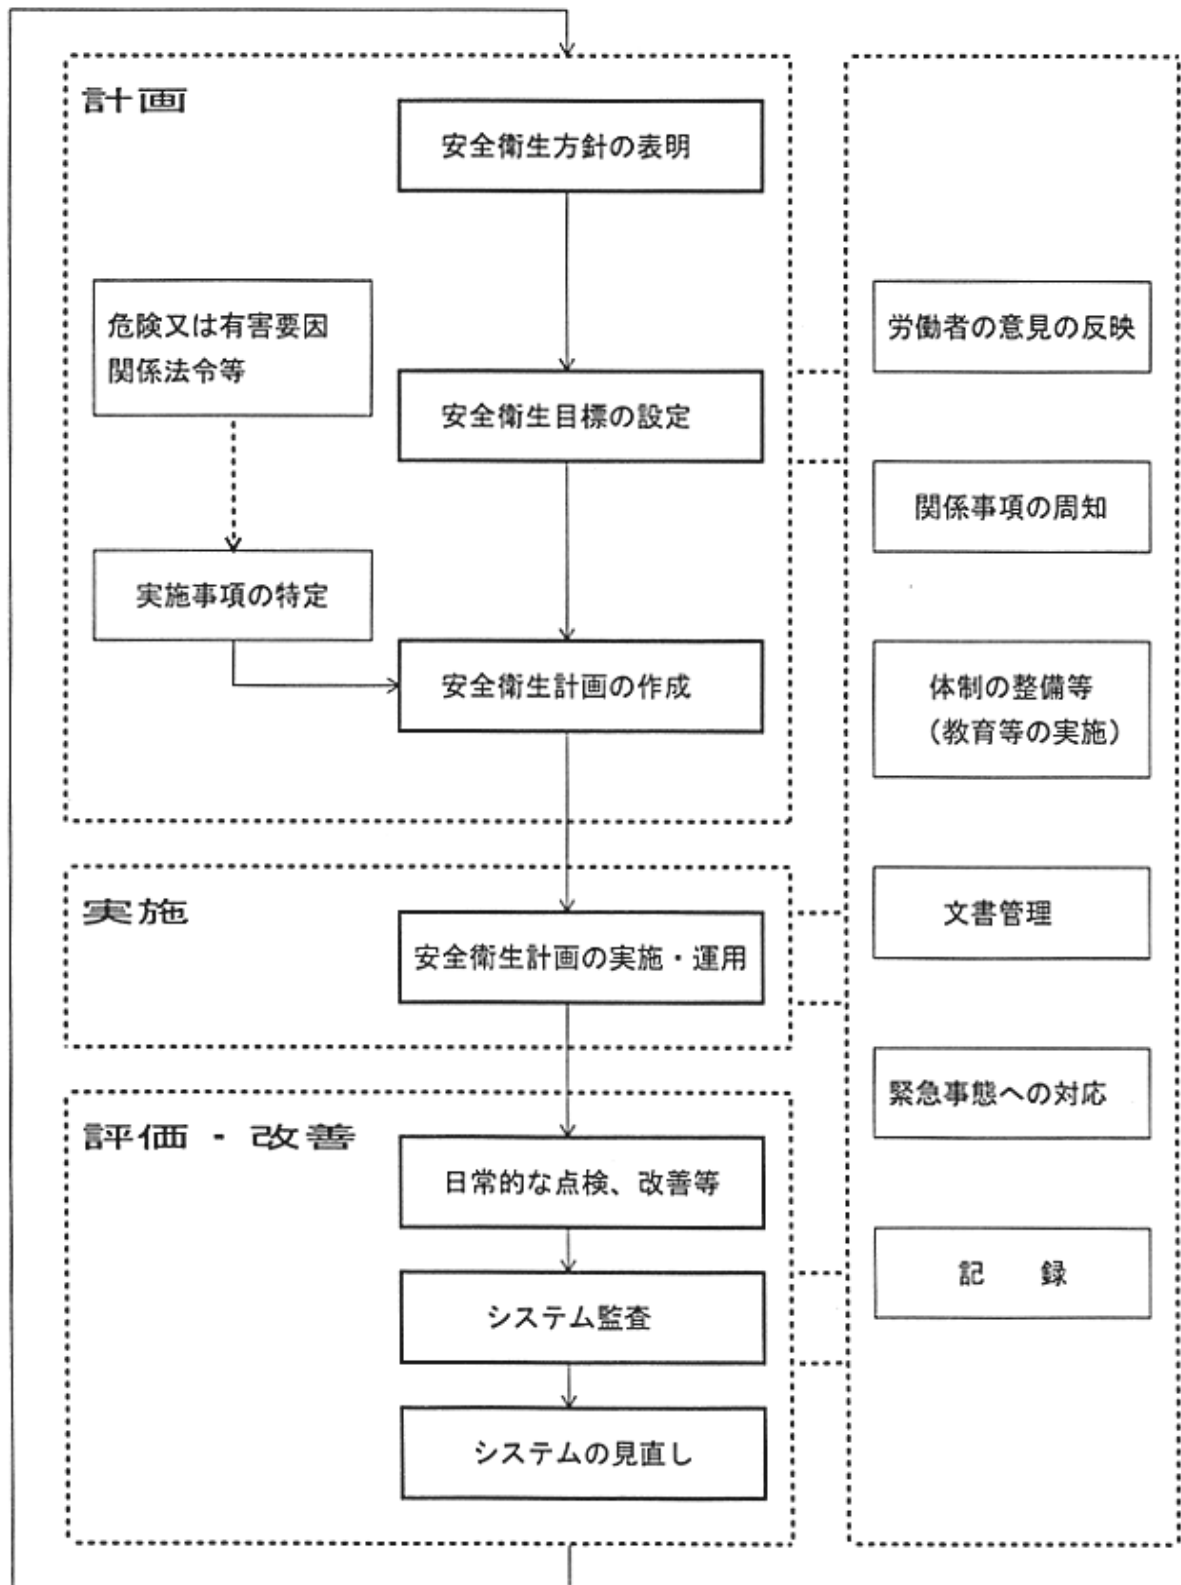 計画
安全衛生方針の表明
危険又は有害要因
関係法令等
安全衛生目標の設定
実施事項の特定
安全衛生計画の作成
実施
安全衛生計画の実施・運用
評価・改善
日常的な点検、改善等
システム監査
システムの見直し
労働者の意見の反映
関係事項の周知
体制の整備等
(教育等の実施)
文書管理
緊急事態への対応
記　録